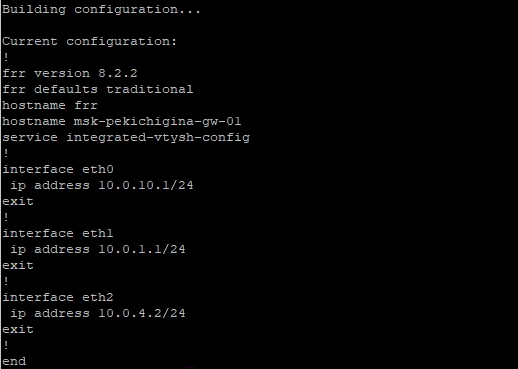 Building configuration...
Current configuration:
!
frr version 8.2.2
frr defaults traditional
hostname frr
hostname msk-pekichigina-gw-01
service integrated-vtysh-config
!
interface eth0
 ip address 10.0.10.1/24
exit
!
interface eth1
 ip address 10.0.1.1/24
exit
!
interface eth2
 ip address 10.0.4.2/24
exit
!
end